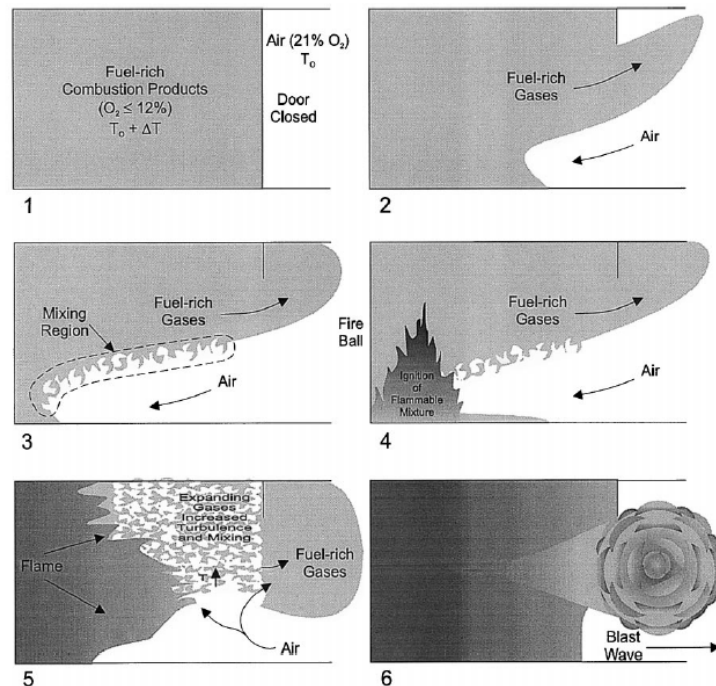 Fuel-rich
Combustion Products
(O₂ ≤ 12%)
T₀ + ΔT
Air (21% O₂)
T₀
Door
Closed
1
Fuel-rich
Gases
Air
2
Mixing
Region
Fuel-rich
Gases
Air
3
Fire
Ball
Ignition
of
Flammable
Mixture
Fuel-rich
Gases
Air
4
Expanding
Gases
Increased
Turbulence
and Mixing
Flame
T
Fuel-rich
Gases
Air
5
Blast
Wave
6